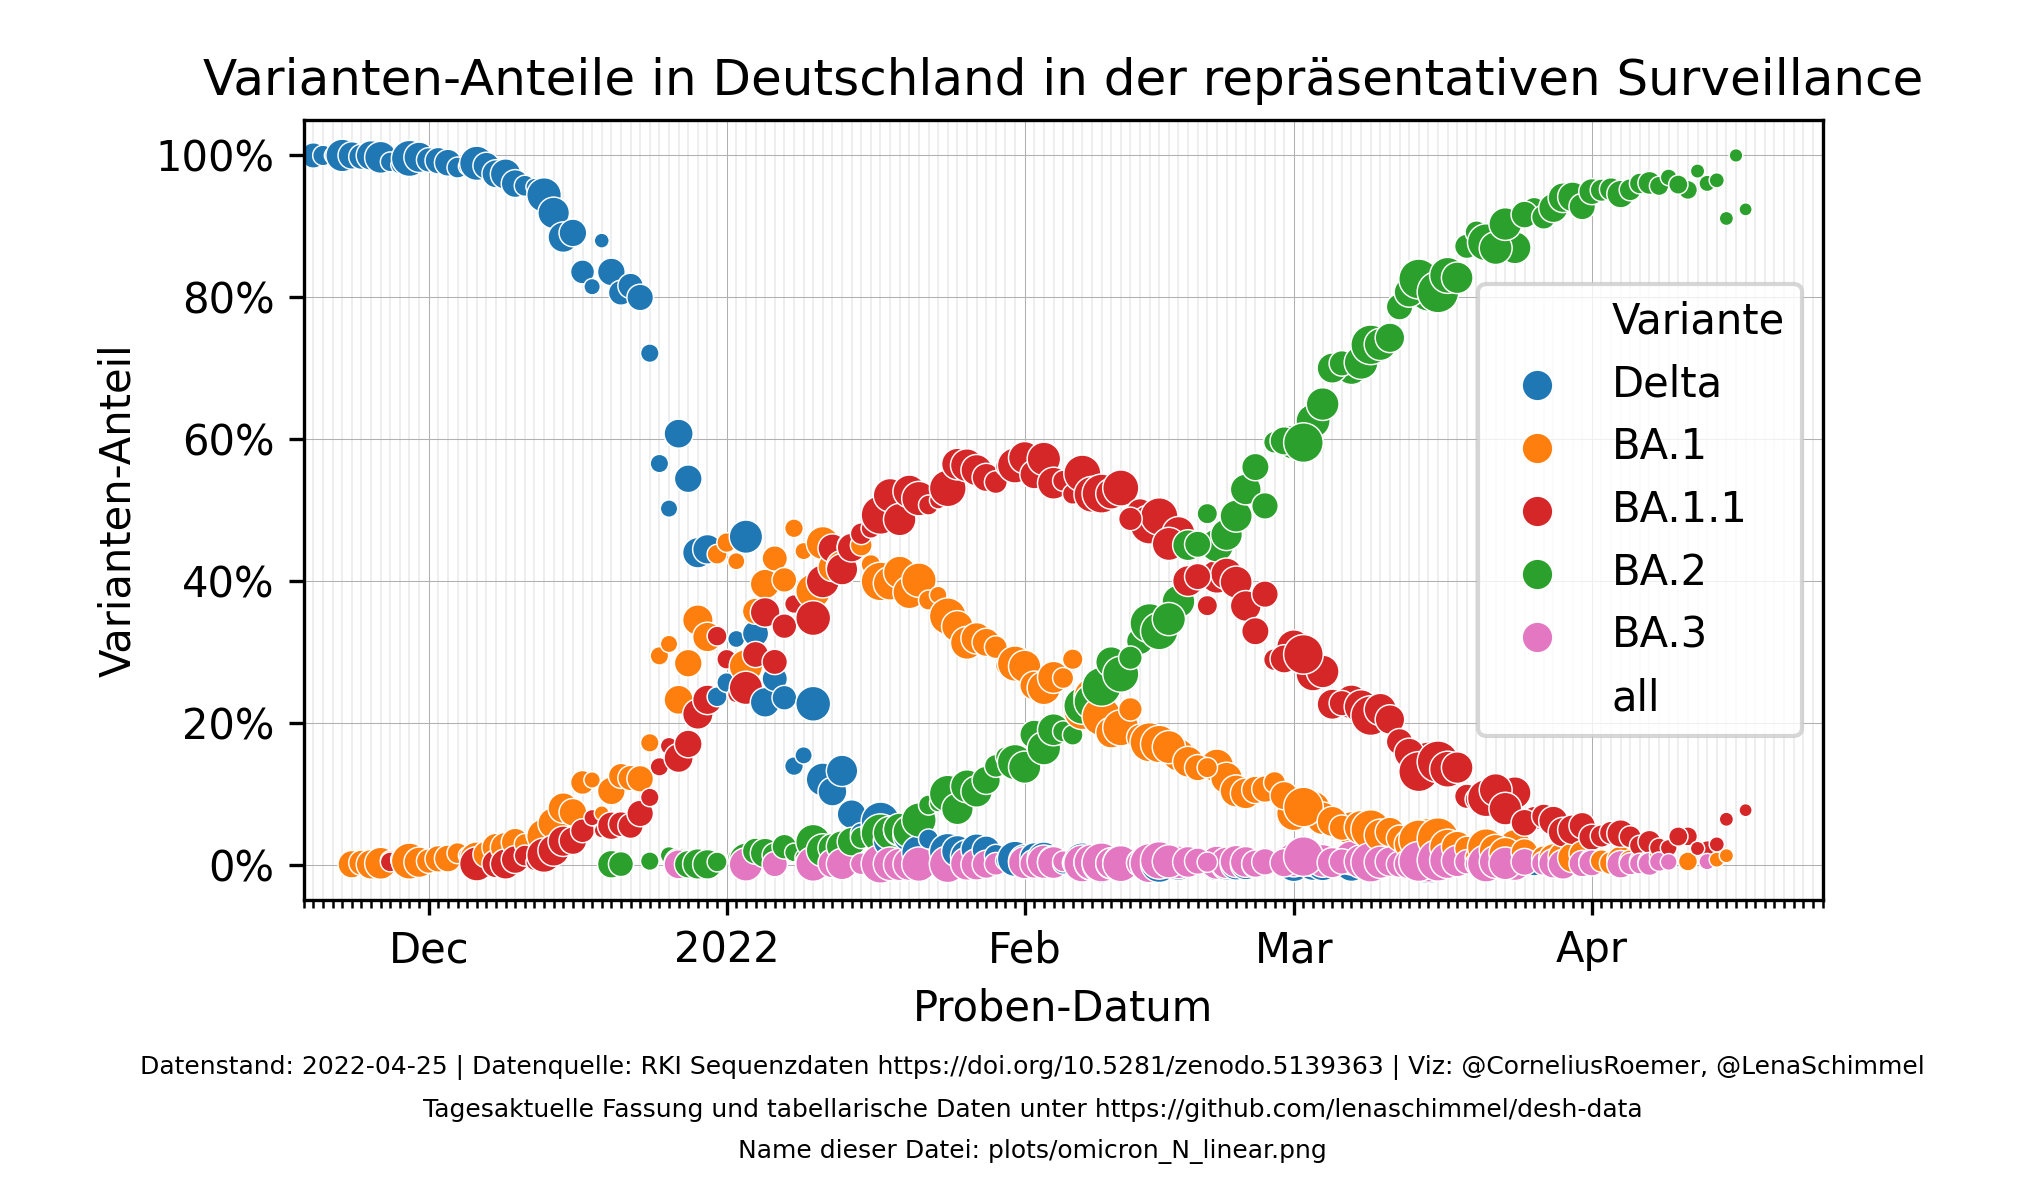 Varianten-Anteile in Deutschland in der repräsentativen Surveillance
Varianten-Anteil
100%
80%
60%
40%
20%
0%
Variante
Delta
BA.1
BA.1.1
BA.2
BA.3
all
Dec
2022
Feb
Mar
Apr
Proben-Datum
Datenstand: 2022-04-25 | Datenquelle: RKI Sequenzdaten https://doi.org/10.5281/zenodo.5139363 | Viz: @CorneliusRoemer, @LenaSchimmel
Tagesaktuelle Fassung und tabellarische Daten unter https://github.com/lenaschimmel/desh-data
Name dieser Datei: plots/omicron_N_linear.png